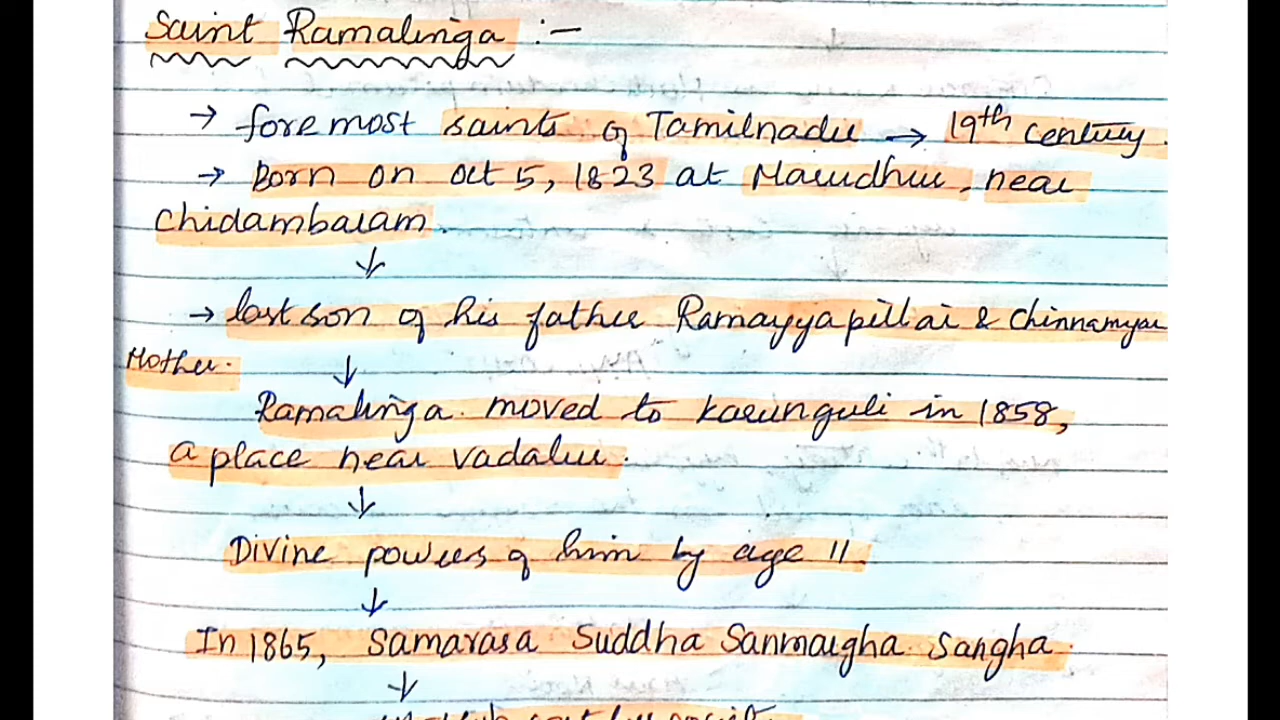 Saint Ramalinga :-
→ foremost saints of Tamilnadu → 19th century.
→ Born on Oct 5, 1823 at Marudhur, near
Chidambaram.
↓
→ last son of his father Ramayyapillai & Chinnamyar
Mother.
↓
Ramalinga moved to karunguli in 1858,
a place near vadalur.
↓
Divine powers of him by age 11.
↓
In 1865, Samarasa Suddha Sanmargha Sangha.
↓